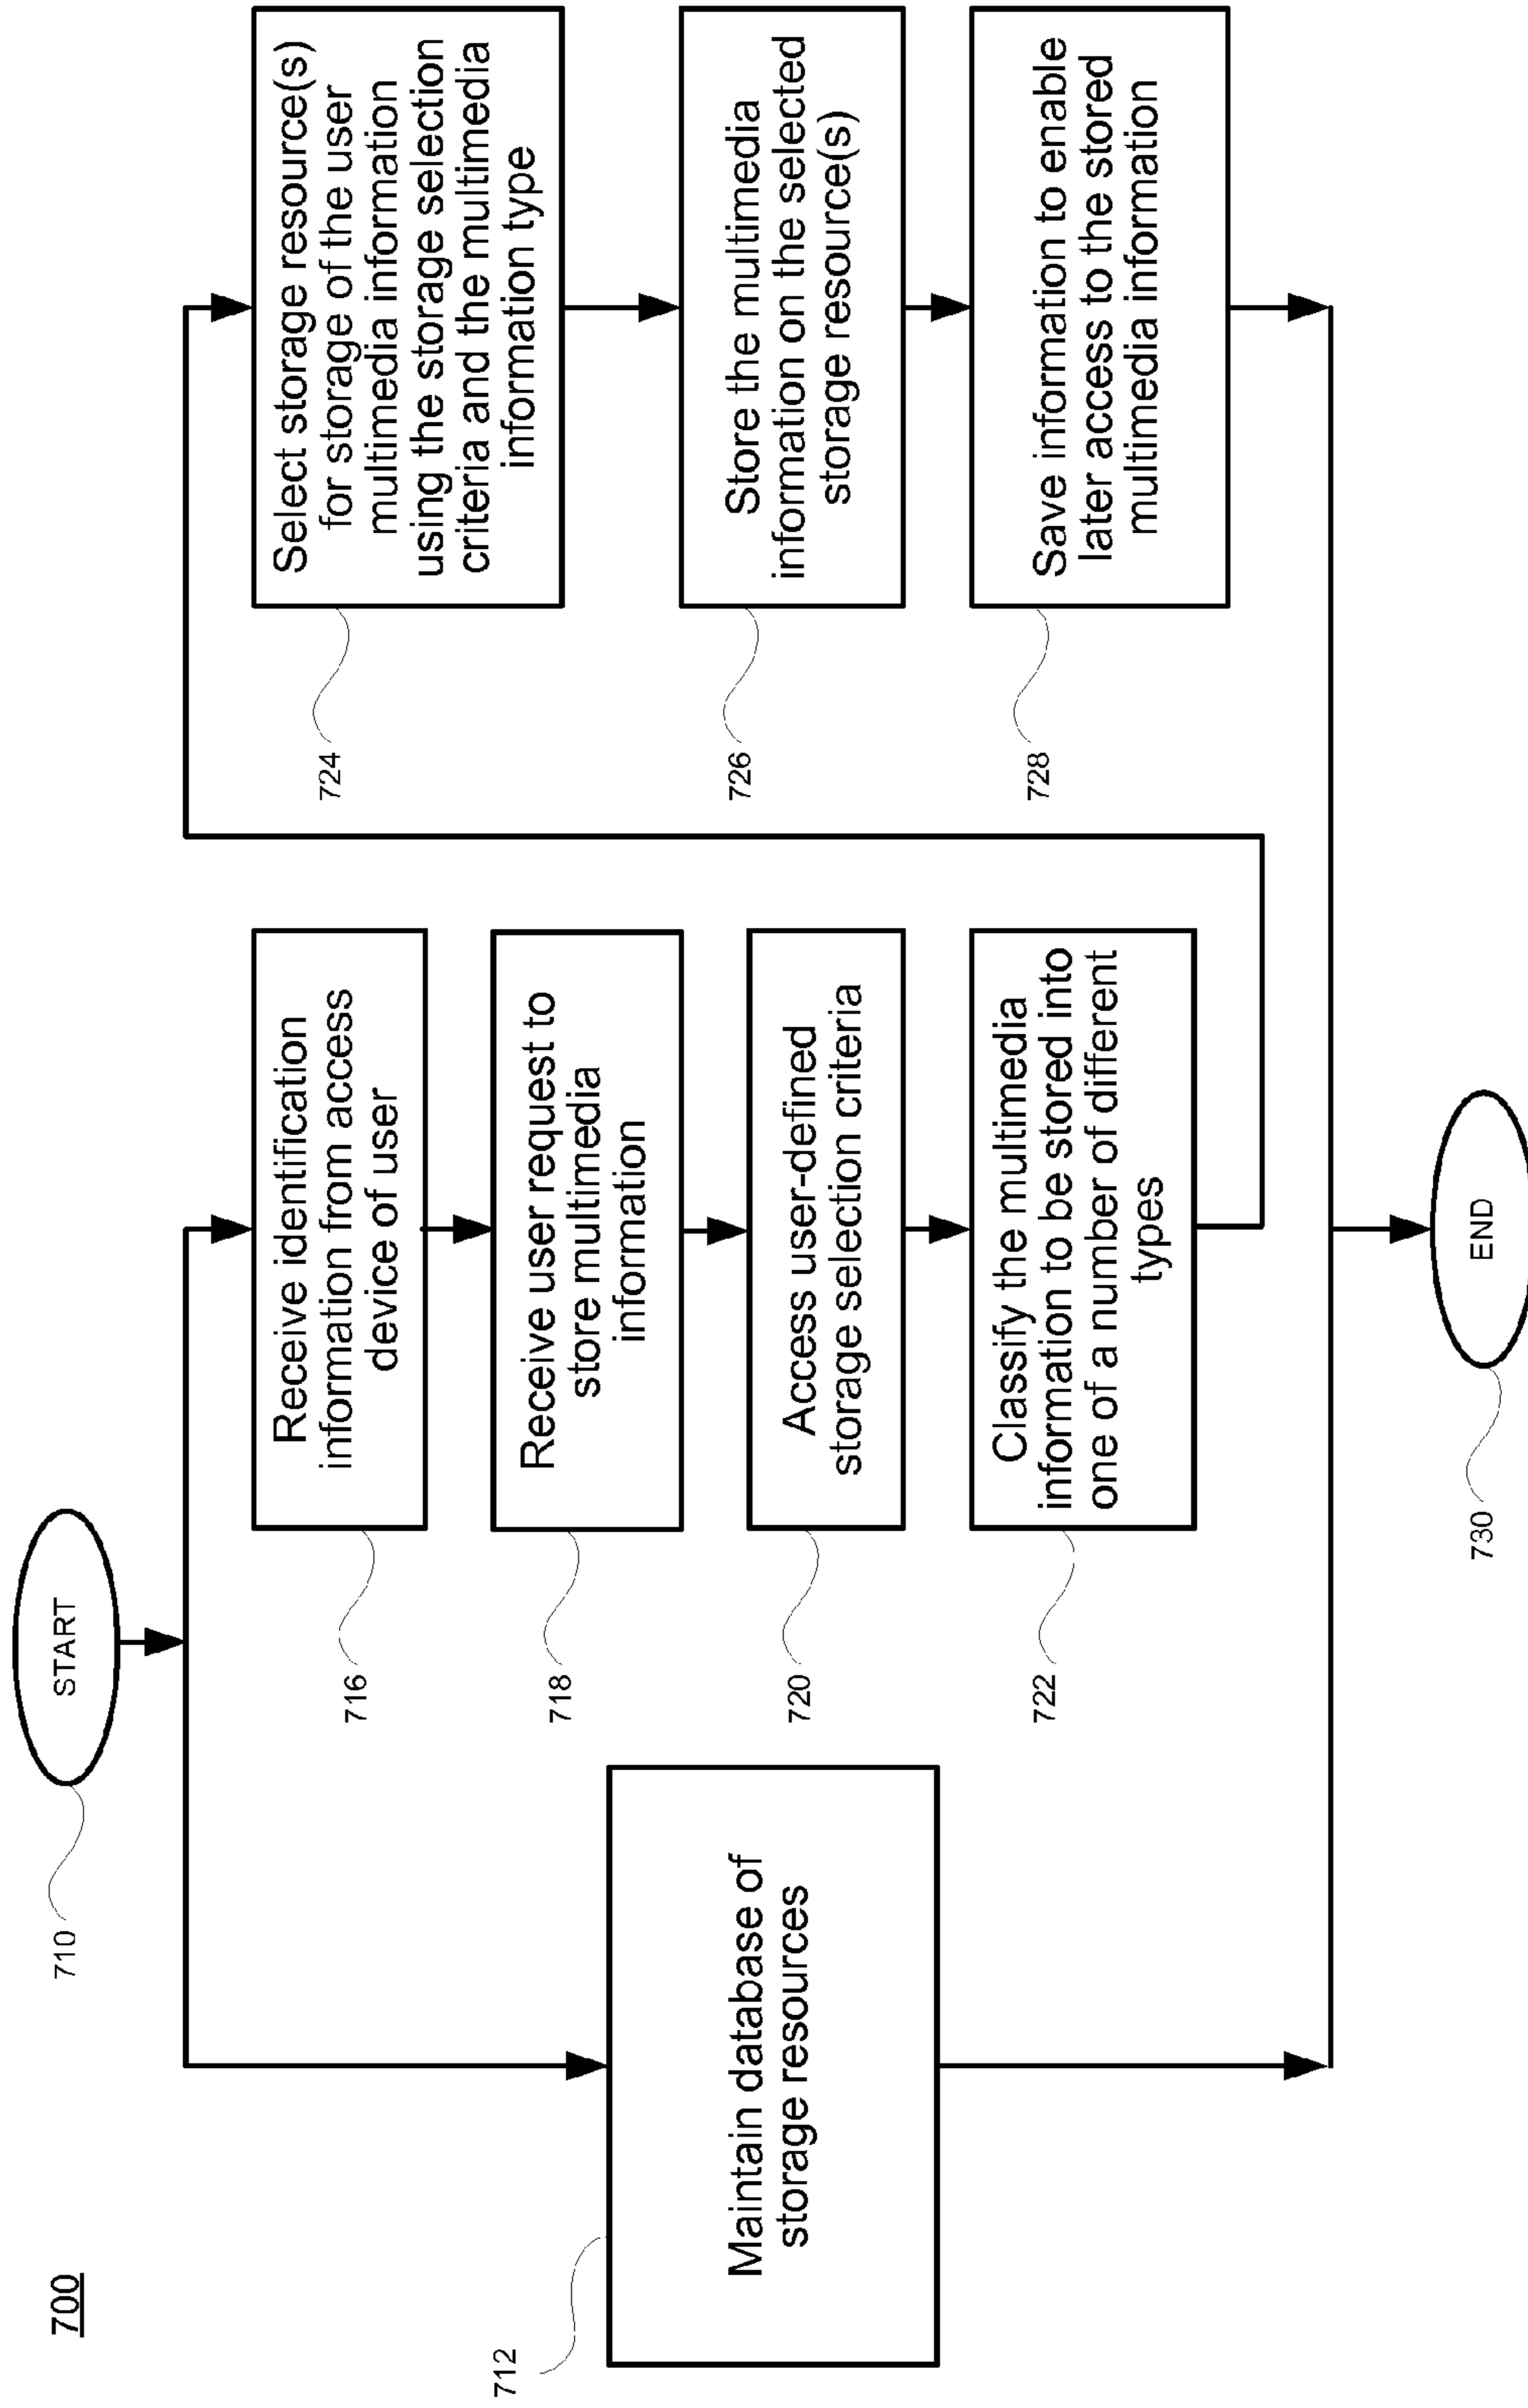 700
START
710
Maintain database of
storage resources
712
Receive identification
information from access
device of user
716
Receive user request to
store multimedia
information
718
Access user-defined
storage selection criteria
720
Classify the multimedia
information to be stored into
one of a number of different
types
722
Select storage resource(s)
for storage of the user
multimedia information
using the storage selection
criteria and the multimedia
information type
724
Store the multimedia
information on the selected
storage resource(s)
726
Save information to enable
later access to the stored
multimedia information
728
END
730